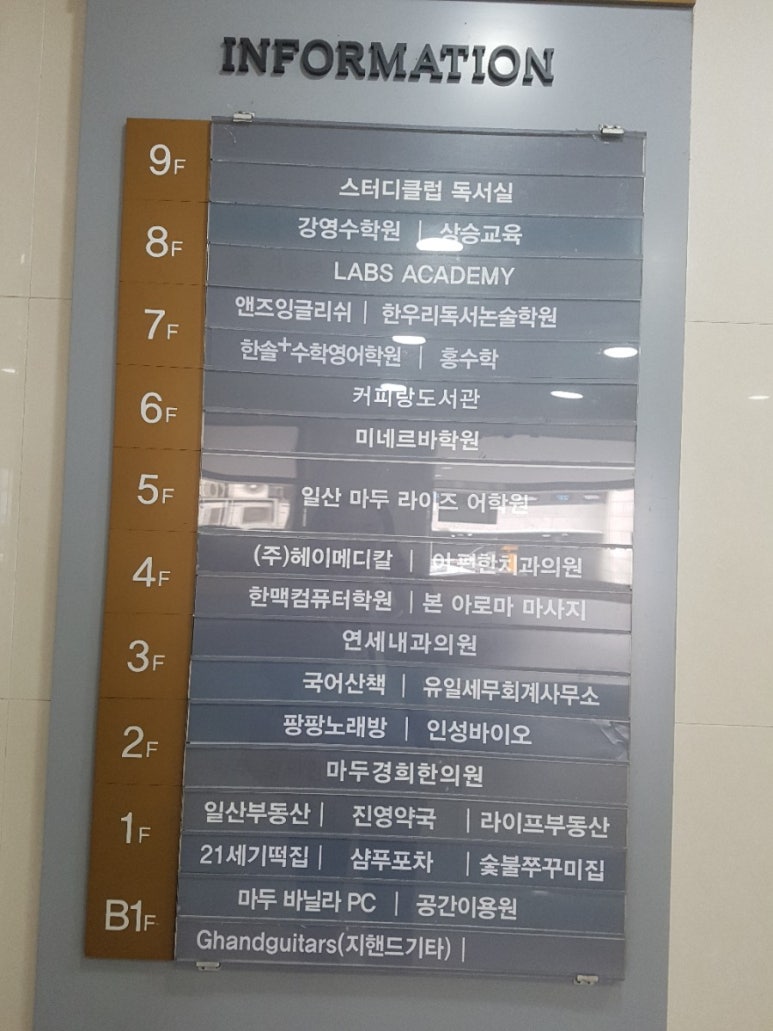 INFORMATION
9F
스터디클럽 독서실
8F
강영수학원 | 상승교육
LABS ACADEMY
7F
앤즈잉글리쉬 | 한우리독서논술학원
한솔+수학영어학원 | 홍수학
6F
커피랑도서관
미네르바학원
5F
일산 마두 라이즈 어학원
4F
(주)헤이메디칼 | 이편한치과의원
한맥컴퓨터학원 | 본 아로마 마사지
3F
연세내과의원
국어산책 | 유일세무회계사무소
2F
팡팡노래방 | 인성바이오
마두경희한의원
1F
일산부동산 | 진영약국 | 라이프부동산
21세기떡집 | 샴푸포차 | 숯불쭈꾸미집
B1F
마두 바닐라 PC | 공간이용원
Ghandguitars(지핸드기타) |